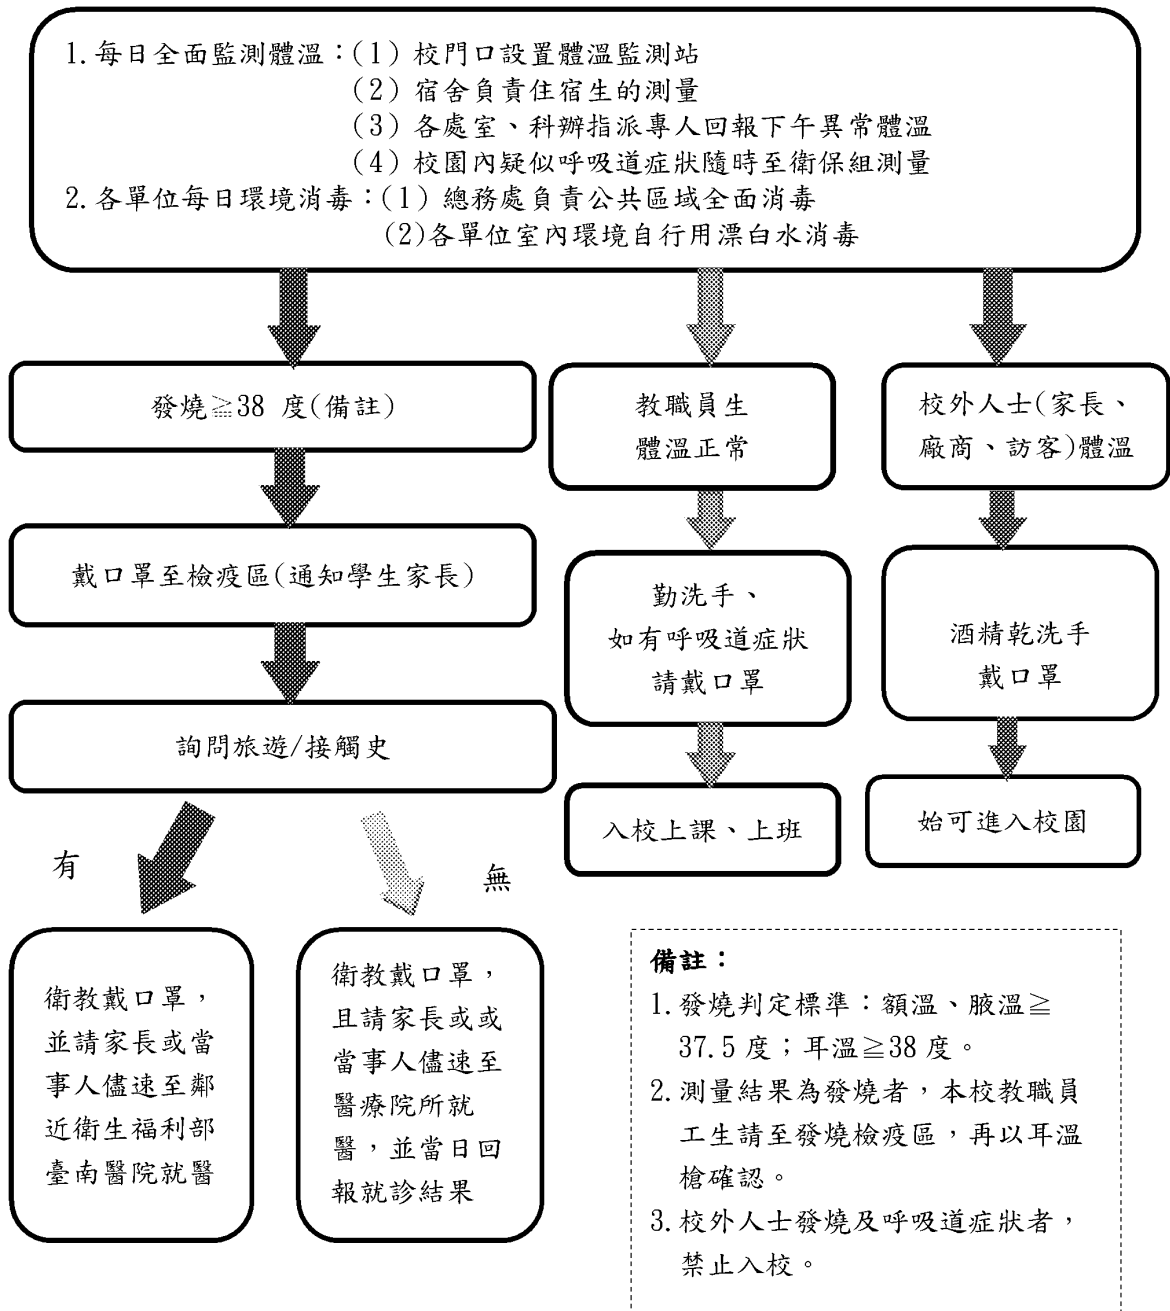 1.每日全面監測體溫：(1) 校門口設置體溫監測站
(2) 宿舍負責住宿生的測量
(3) 各處室、科辦指派專人回報下午異常體溫
(4) 校園內疑似呼吸道症狀隨時至衛保組測量
2.各單位每日環境消毒：(1) 總務處負責公共區域全面消毒
(2)各單位室內環境自行用漂白水消毒
發燒≧38 度(備註)
戴口罩至檢疫區(通知學生家長)
詢問旅遊/接觸史
有
無
衛教戴口罩，
並請家長或當
事人儘速至鄰
近衛生福利部
臺南醫院就醫
衛教戴口罩，
且請家長或或
當事人儘速至
醫療院所就
醫，並當日回
報就診結果
教職員生
體溫正常
勤洗手、
如有呼吸道症狀
請戴口罩
入校上課、上班
校外人士(家長、
廠商、訪客)體溫
酒精乾洗手
戴口罩
始可進入校園
備註：
1.發燒判定標準：額溫、腋溫≧
37.5 度；耳溫≧38 度。
2.測量結果為發燒者，本校教職員
工生請至發燒檢疫區，再以耳溫
槍確認。
3.校外人士發燒及呼吸道症狀者，
禁止入校。